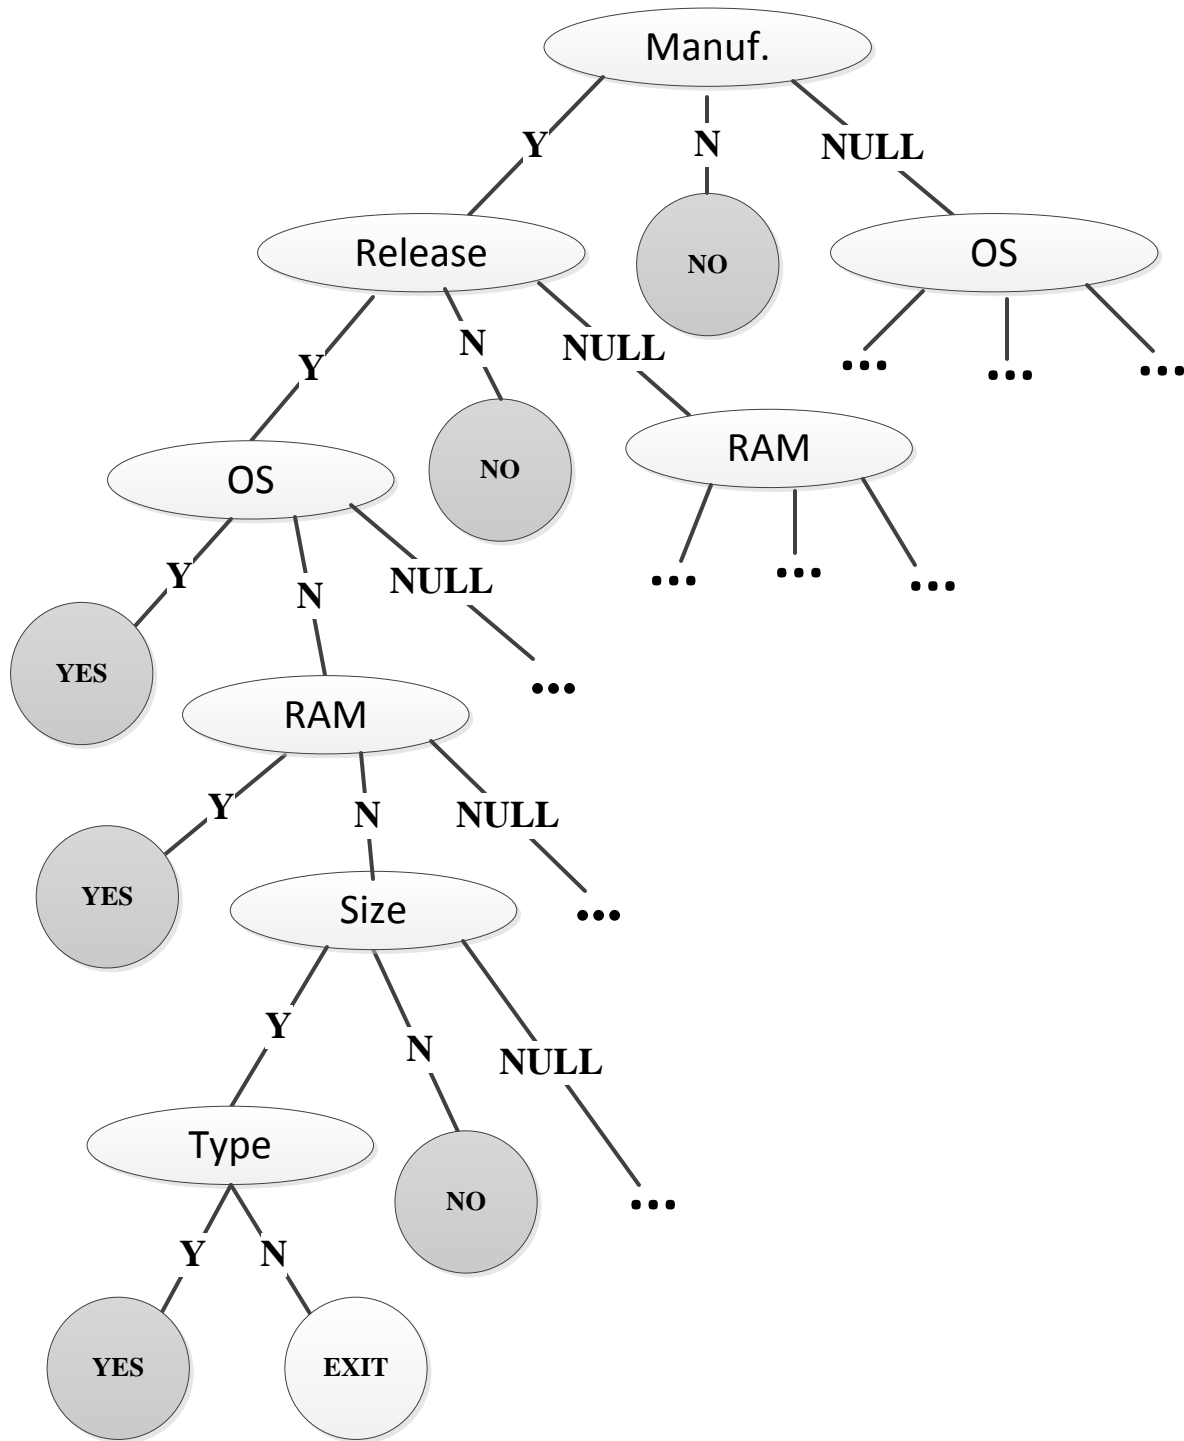 Manuf.
Y
N
NULL
Release
NO
OS
Y
N
NULL
...
...
...
OS
NO
RAM
Y
N
NULL
...
...
...
YES
RAM
...
Y
N
NULL
YES
Size
...
Y
N
NULL
Type
NO
...
Y
N
YES
EXIT